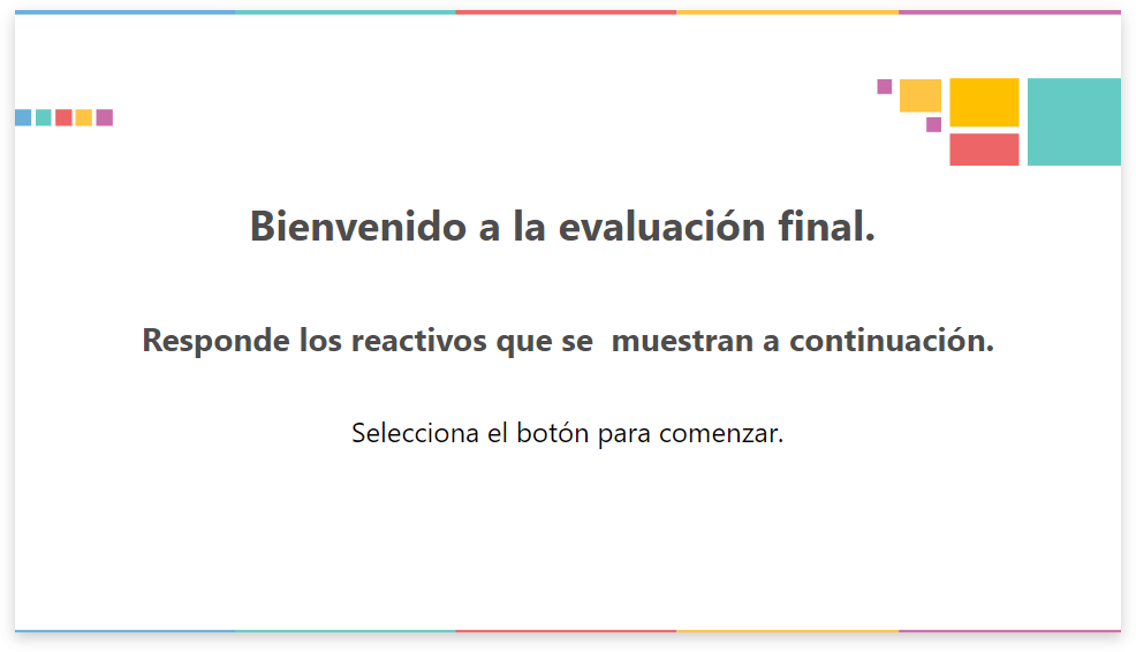 Bienvenido a la evaluación final.
Responde los reactivos que se  muestran a continuación.
Selecciona el botón para comenzar.